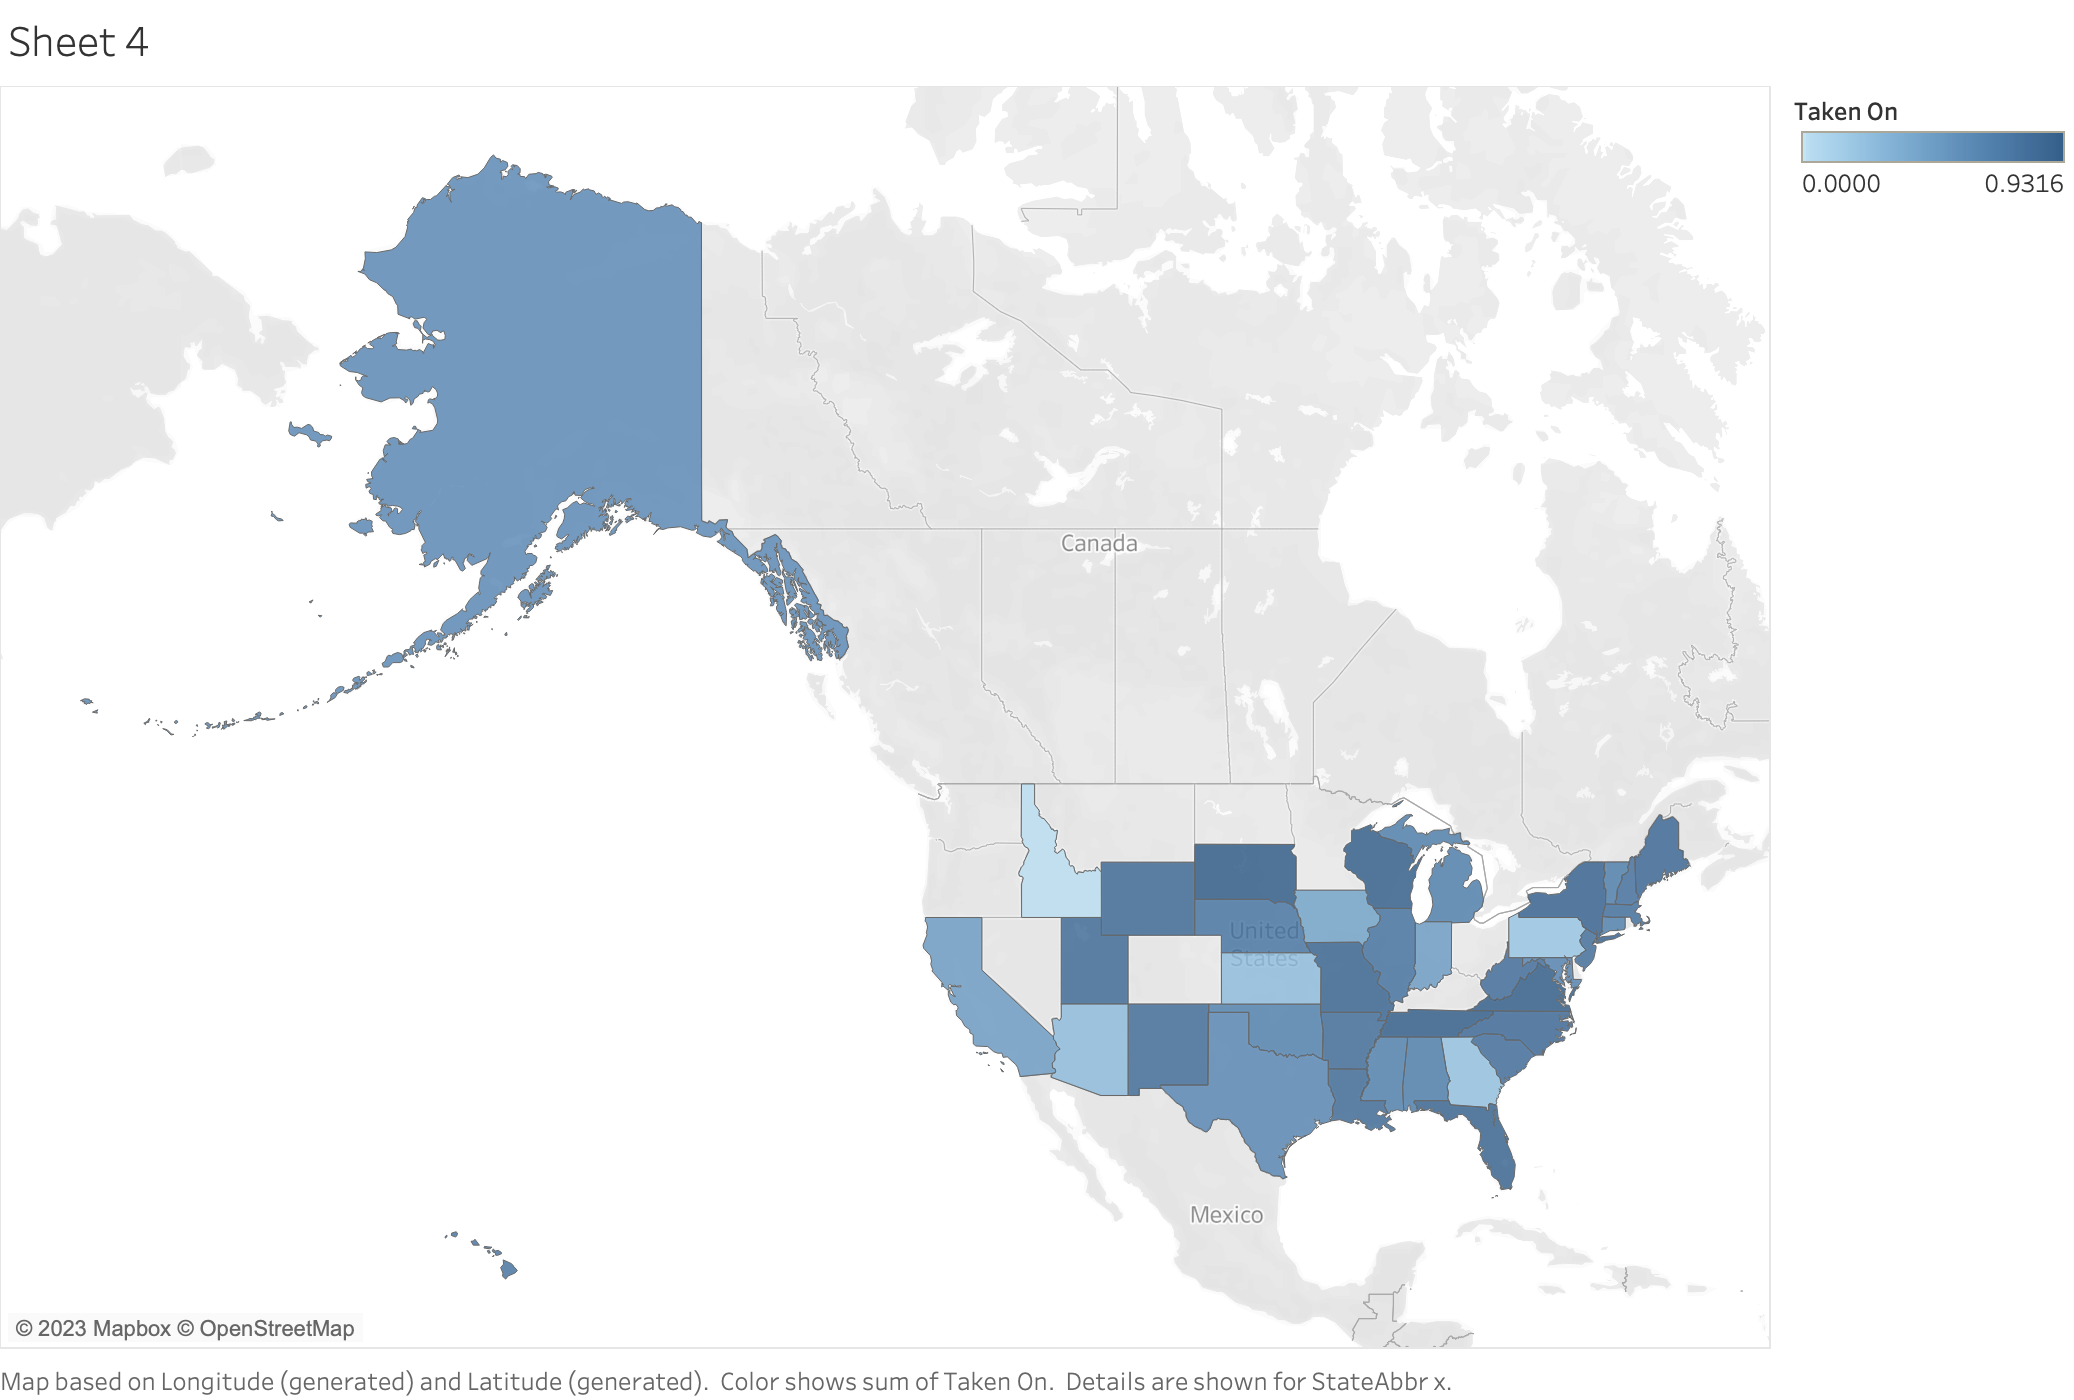 Sheet 4
Taken On
0.0000
0.9316
Canada
United
States
Mexico
© 2023 Mapbox © OpenStreetMap
Map based on Longitude (generated) and Latitude (generated).  Color shows sum of Taken On.  Details are shown for StateAbbr x.